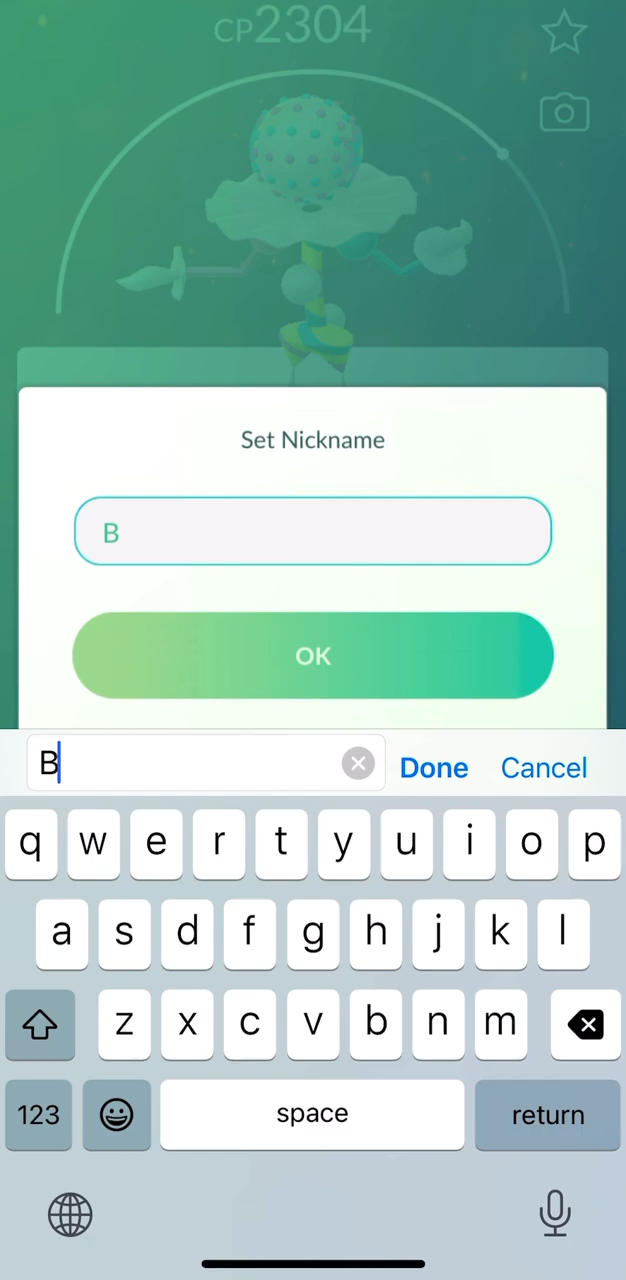 CP2304
Set Nickname
B
OK
B
Done
Cancel
q w e r t y u i o p
a s d f g h j k l
z x c v b n m
123
space
return